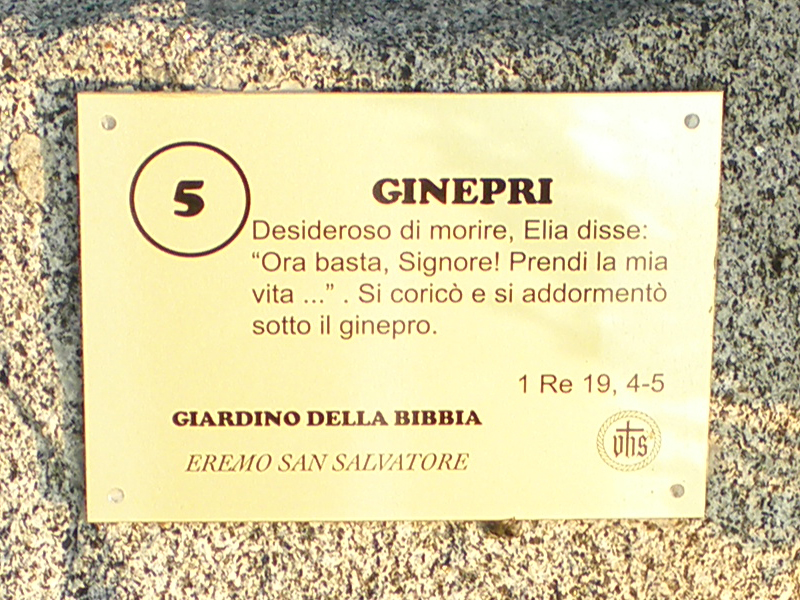 5
GINEPRI
Desideroso di morire, Elia disse:
“Ora basta, Signore! Prendi la mia
vita ...” . Si coricò e si addormentò
sotto il ginepro.
1 Re 19, 4-5
GIARDINO DELLA BIBBIA
EREMO SAN SALVATORE